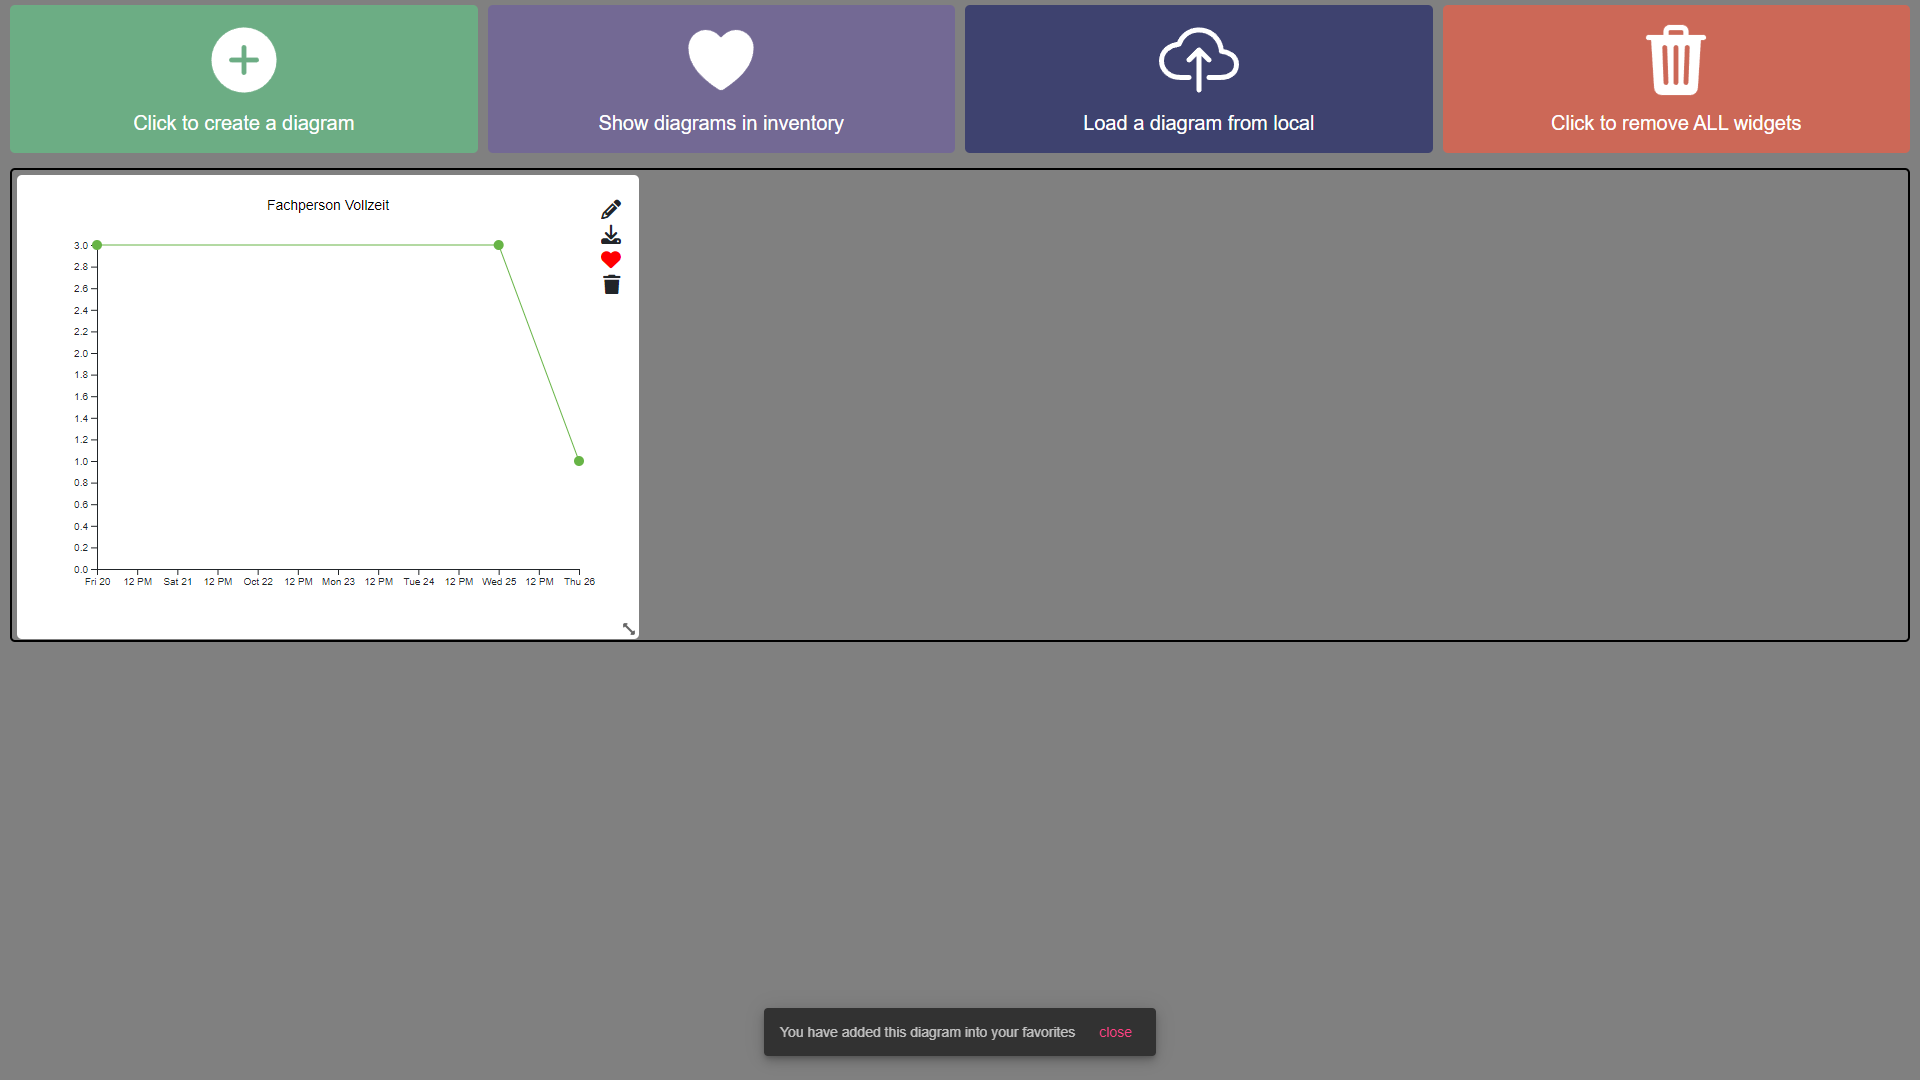 Click to create a diagram
Show diagrams in inventory
Load a diagram from local
Click to remove ALL widgets
Fachperson Vollzeit
3.0
2.8
2.6
2.4
2.2
2.0
1.8
1.6
1.4
1.2
1.0
0.8
0.6
0.4
0.2
0.0
Fri 20 12 PM Sat 21 12 PM Oct 22 12 PM Mon 23 12 PM Tue 24 12 PM Wed 25 12 PM Thu 26
You have added this diagram into your favorites close